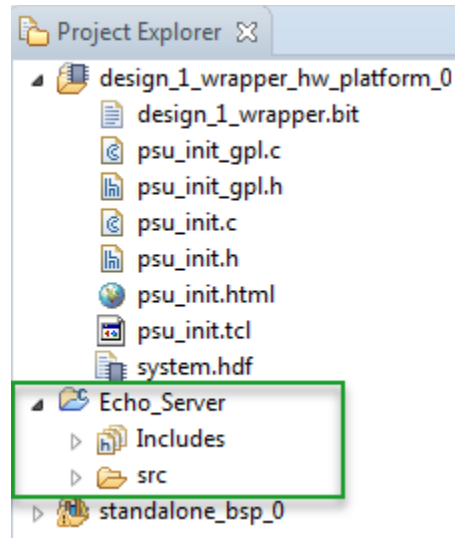 Project Explorer
design_1_wrapper_hw_platform_0
design_1_wrapper.bit
psu_init_gpl.c
psu_init_gpl.h
psu_init.c
psu_init.h
psu_init.html
psu_init.tcl
system.hdf
Echo_Server
Includes
src
standalone_bsp_0